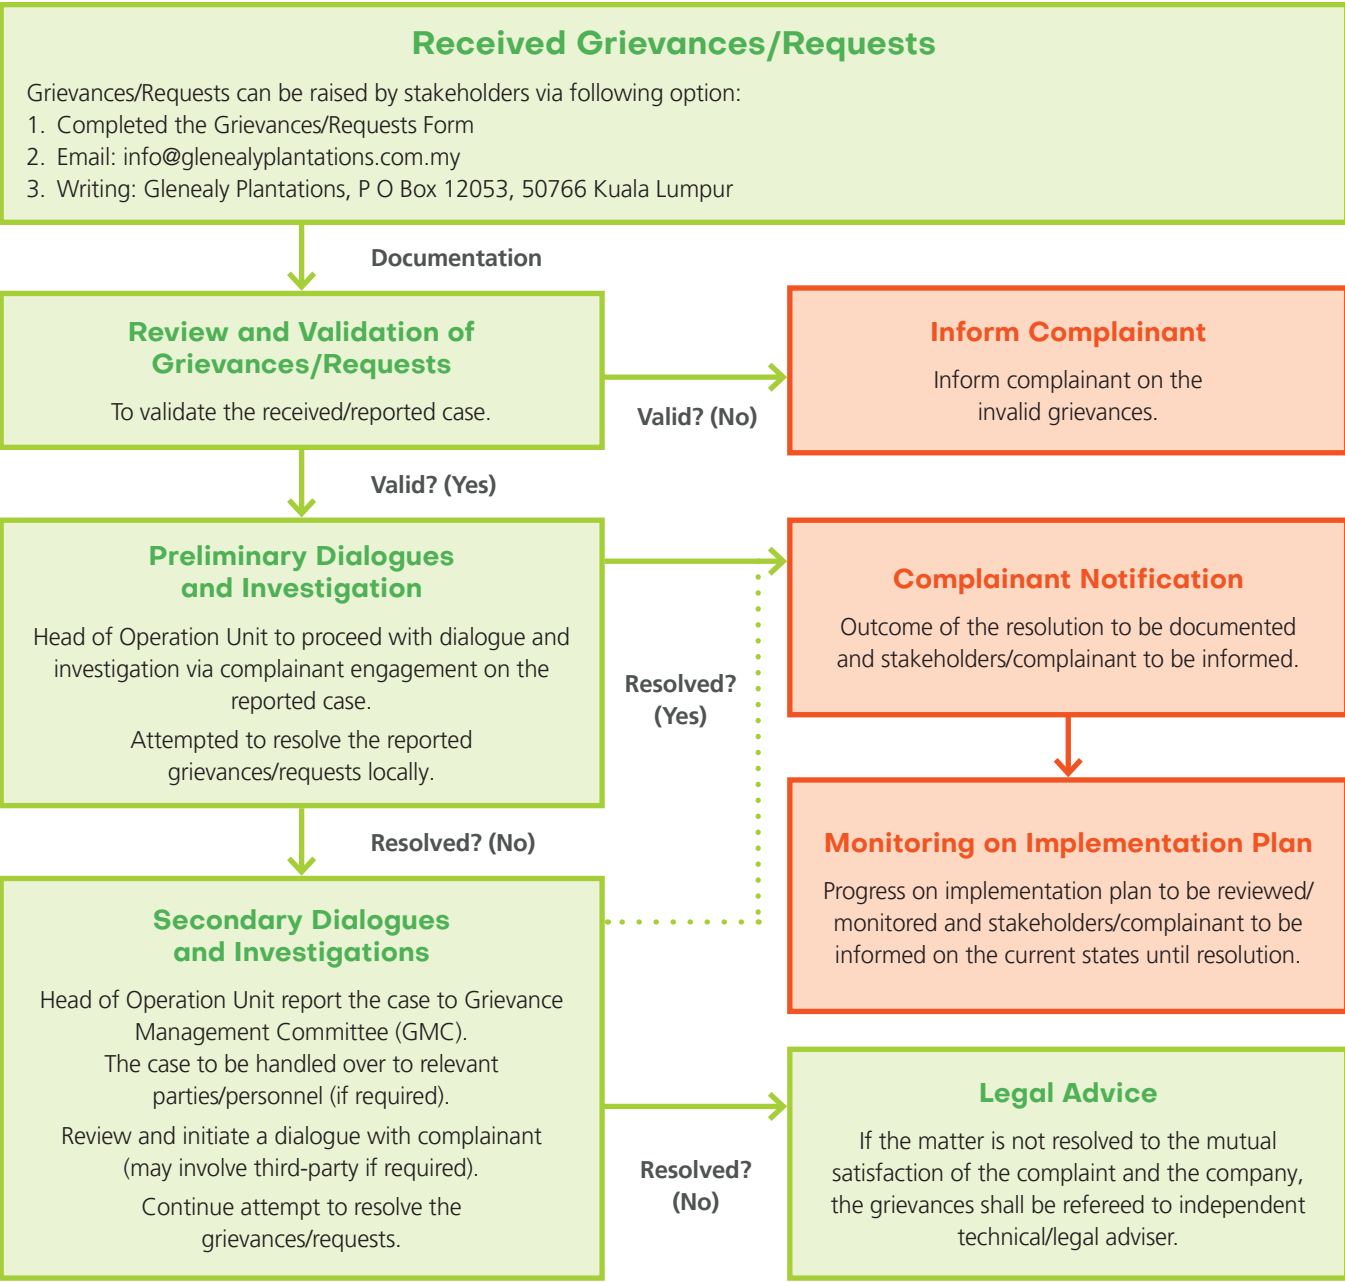 Received Grievances/Requests
Grievances/Requests can be raised by stakeholders via following option:
1. Completed the Grievances/Requests Form
2. Email: info@glenealyplantations.com.my
3. Writing: Glenealy Plantations, P O Box 12053, 50766 Kuala Lumpur
Documentation
Review and Validation of
Grievances/Requests
To validate the received/reported case.
Valid? (No)
Inform Complainant
Inform complainant on the
invalid grievances.
Valid? (Yes)
Preliminary Dialogues
and Investigation
Head of Operation Unit to proceed with dialogue and
investigation via complainant engagement on the
reported case.
Attempted to resolve the reported
grievances/requests locally.
Resolved?
(Yes)
Complainant Notification
Outcome of the resolution to be documented
and stakeholders/complainant to be informed.
Monitoring on Implementation Plan
Progress on implementation plan to be reviewed/
monitored and stakeholders/complainant to be
informed on the current states until resolution.
Resolved? (No)
Secondary Dialogues
and Investigations
Head of Operation Unit report the case to Grievance
Management Committee (GMC).
The case to be handled over to relevant
parties/personnel (if required).
Review and initiate a dialogue with complainant
(may involve third-party if required).
Continue attempt to resolve the
grievances/requests.
Resolved?
(No)
Legal Advice
If the matter is not resolved to the mutual
satisfaction of the complaint and the company,
the grievances shall be refereed to independent
technical/legal adviser.